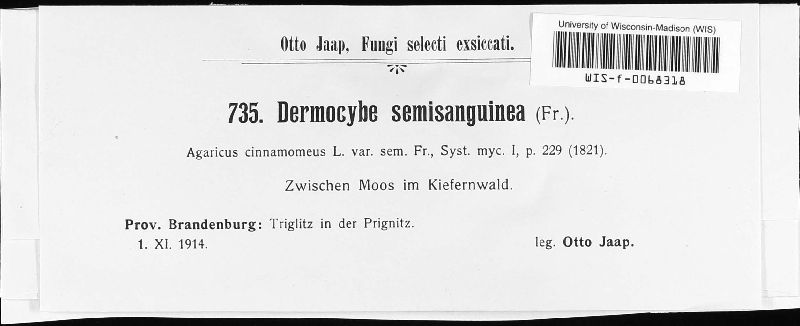 University of Wisconsin-Madison (WIS)
WIS-f-0068318
Otto Jaap, Fungi selecti exsiccati.
735. Dermocybe semisanguinea (Fr.).
Agaricus cinnamomeus L. var. sem. Fr., Syst. myc. I, p. 229 (1821).
Zwischen Moos im Kiefernwald.
Prov. Brandenburg: Triglitz in der Prignitz.
1. XI. 1914. leg. Otto Jaap.